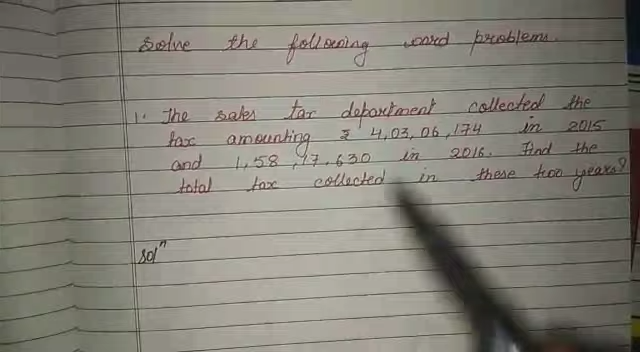 Solve the following word problems.
1. The sales tax department collected the
tax amounting ₹ 4,03,06,174 in 2015
and 1,58,17,630 in 2016. Find the
total tax collected in these two years?
Solⁿ